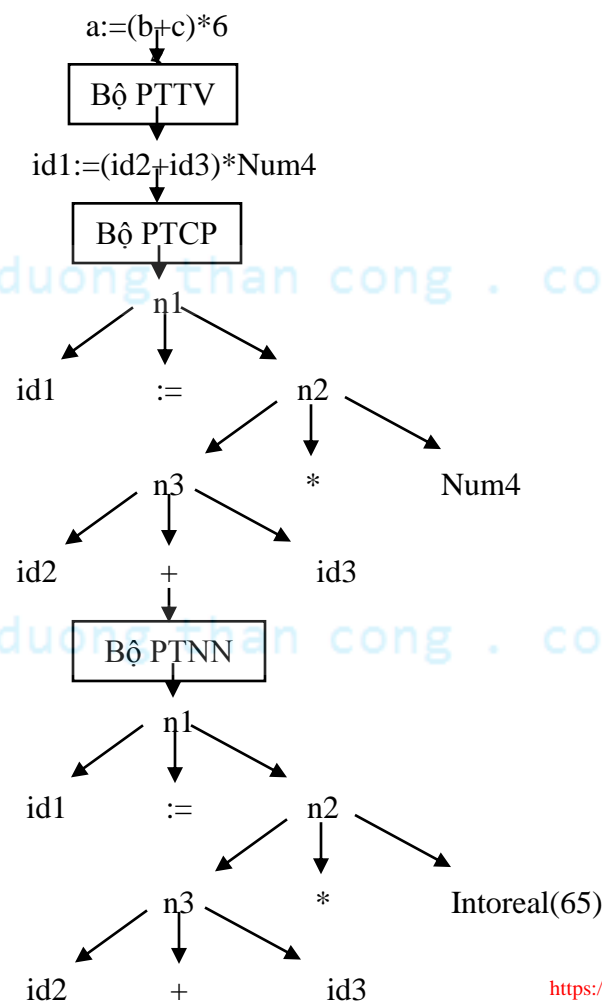 a:=(b+c)*6
Bộ PTTV
id1:=(id2+id3)*Num4
Bộ PTCP
duong than cong . co
n1
id1 := n2
n3 * Num4
id2 + id3
duong than cong . co
Bộ PTNN
n1
id1 := n2
n3 * Intoreal(65)
id2 + id3
https:/